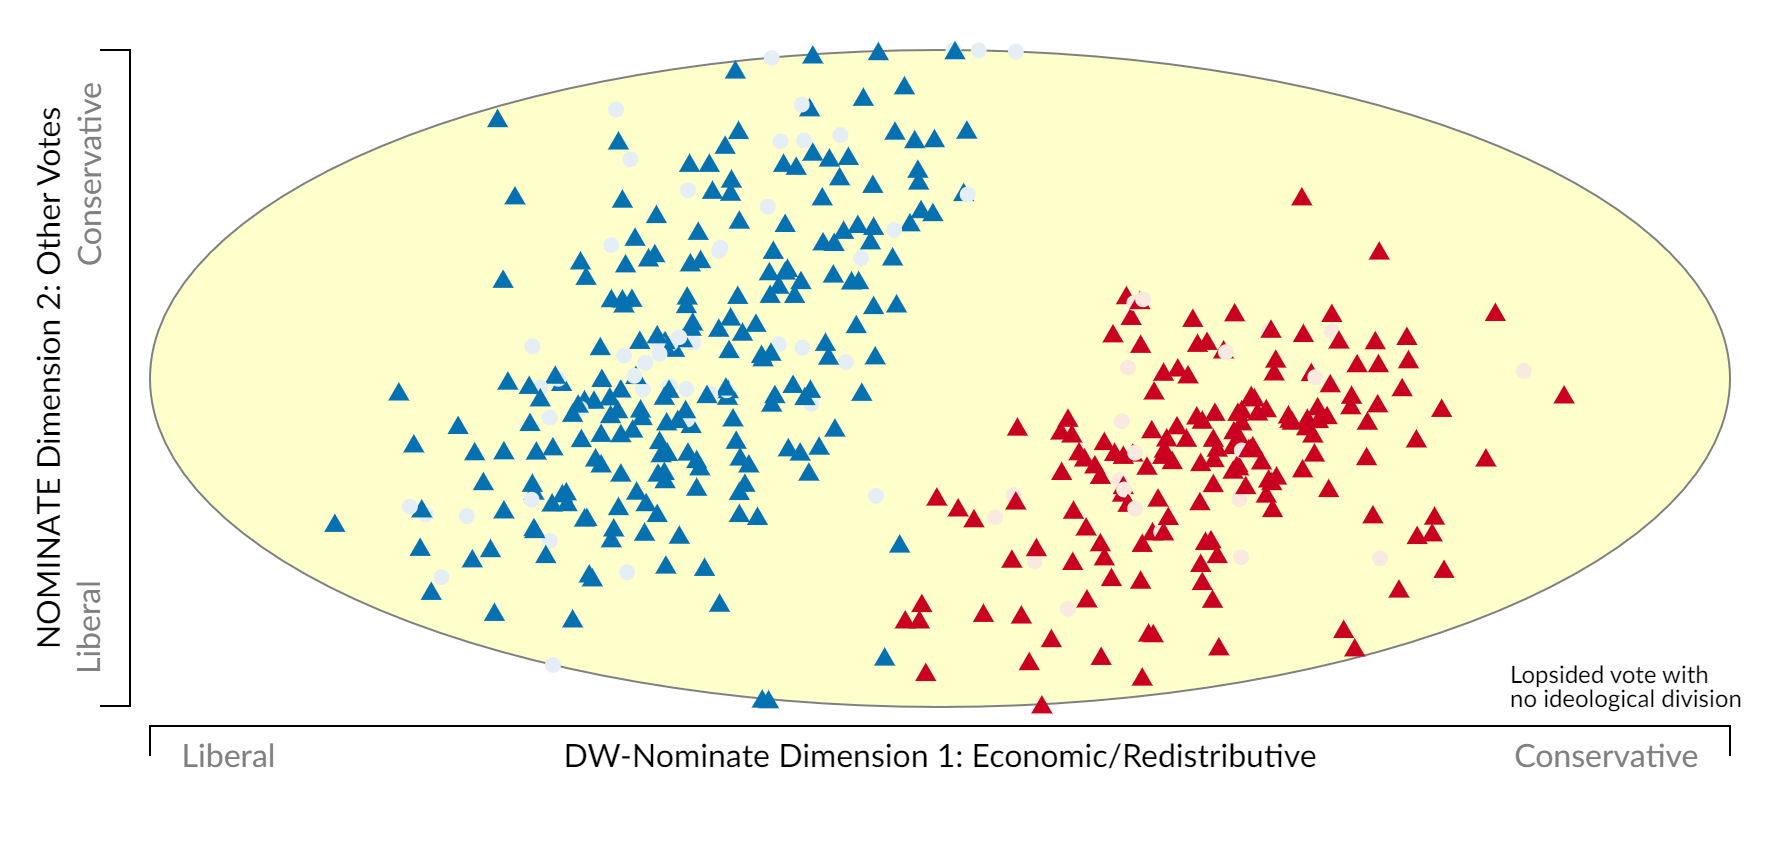 NOMINATE Dimension 2: Other Votes
Conservative
Liberal
Lopsided vote with
no ideological division
Liberal
DW-Nominate Dimension 1: Economic/Redistributive
Conservative